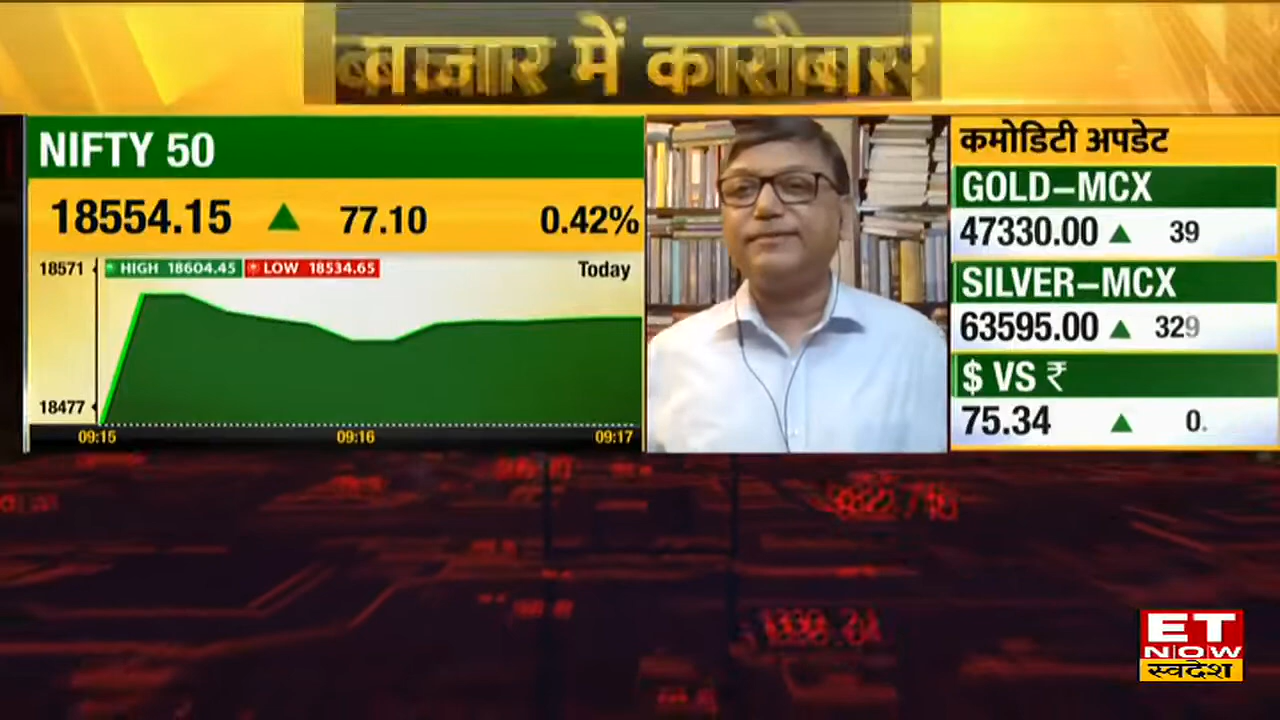 बाजार में कारोबार
NIFTY 50
18554.15 ▲ 77.10 0.42%
18571
HIGH 18604.45 LOW 18534.65 Today
18477
09:15 09:16 09:17
कमोडिटी अपडेट
GOLD-MCX
47330.00 ▲ 39
SILVER-MCX
63595.00 ▲ 329
$ VS ₹
75.34 ▲ 0.
ET
NOW
स्वदेश